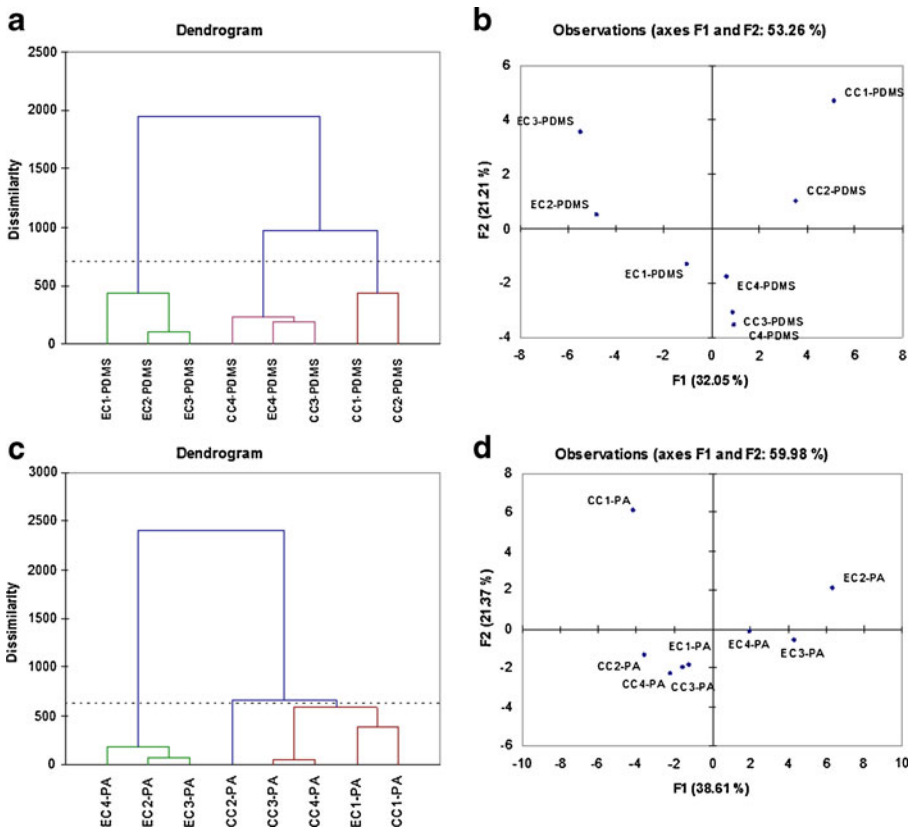 a
Dendrogram
2500
2000
1500
1000
500
0
Dissimilarity
EC1-PDMS
EC2-PDMS
EC3-PDMS
CC4-PDMS
EC4-PDMS
CC3-PDMS
CC1-PDMS
CC2-PDMS
b
Observations (axes F1 and F2: 53.26 %)
6
4
2
0
-2
-4
F2 (21.21 %)
CC1-PDMS
EC3-PDMS
CC2-PDMS
EC2-PDMS
EC1-PDMS
EC4-PDMS
CC3-PDMS
C4-PDMS
-8 -6 -4 -2 0 2 4 6 8
F1 (32.05 %)
c
Dendrogram
3000
2500
2000
1500
1000
500
0
Dissimilarity
EC4-PA
EC2-PA
EC3-PA
CC2-PA
CC3-PA
CC4-PA
EC1-PA
CC1-PA
d
Observations (axes F1 and F2: 59.98 %)
8
6
4
2
0
-2
-4
-6
F2 (21.37 %)
CC1-PA
EC2-PA
EC1-PA
EC4-PA
EC3-PA
CC2-PA
CC4-PA
CC3-PA
-10 -8 -6 -4 -2 0 2 4 6 8 10
F1 (38.61 %)